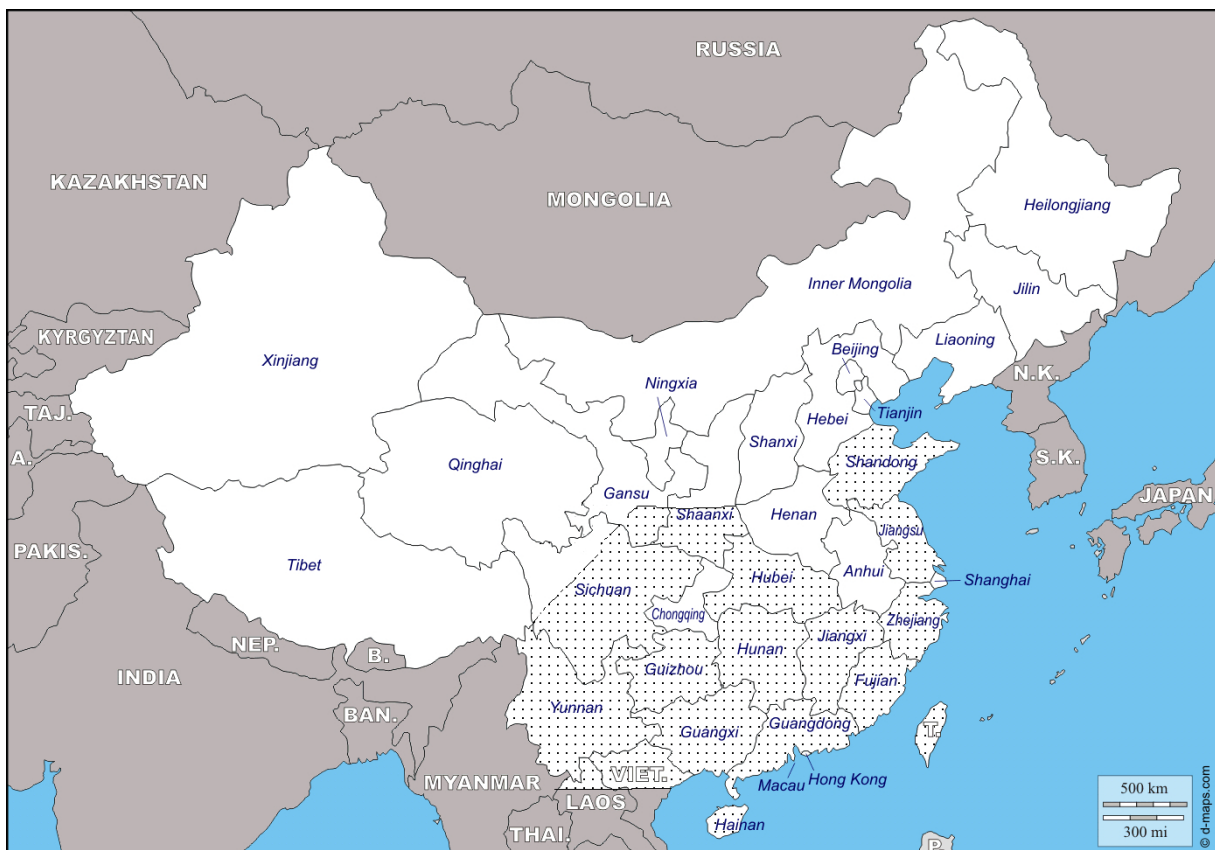 RUSSIA
KAZAKHSTAN
MONGOLIA
Heilongjiang
Inner Mongolia
Jilin
KYRGYZTAN
Xinjiang
Beijing
Liaoning
N.K.
Ningxia
TAJ.
Hebei
Tianjin
Shanxi
A.
Qinghai
Shandong
S.K.
Gansu
JAPAN
Shaanxi
Henan
Jiangsu
PAKIS.
Tibet
Anhui
Hubei
Shanghai
Sichuan
Chongqing
Zhejiang
NEP.
B.
Jiangxi
Hunan
INDIA
Guizhou
Fujian
Yunnan
BAN.
Guangdong
Guangxi
T.
VIET.
MYANMAR
Macau
Hong Kong
500 km
LAOS
Hainan
300 mi
THAI.
P.
© d-maps.com